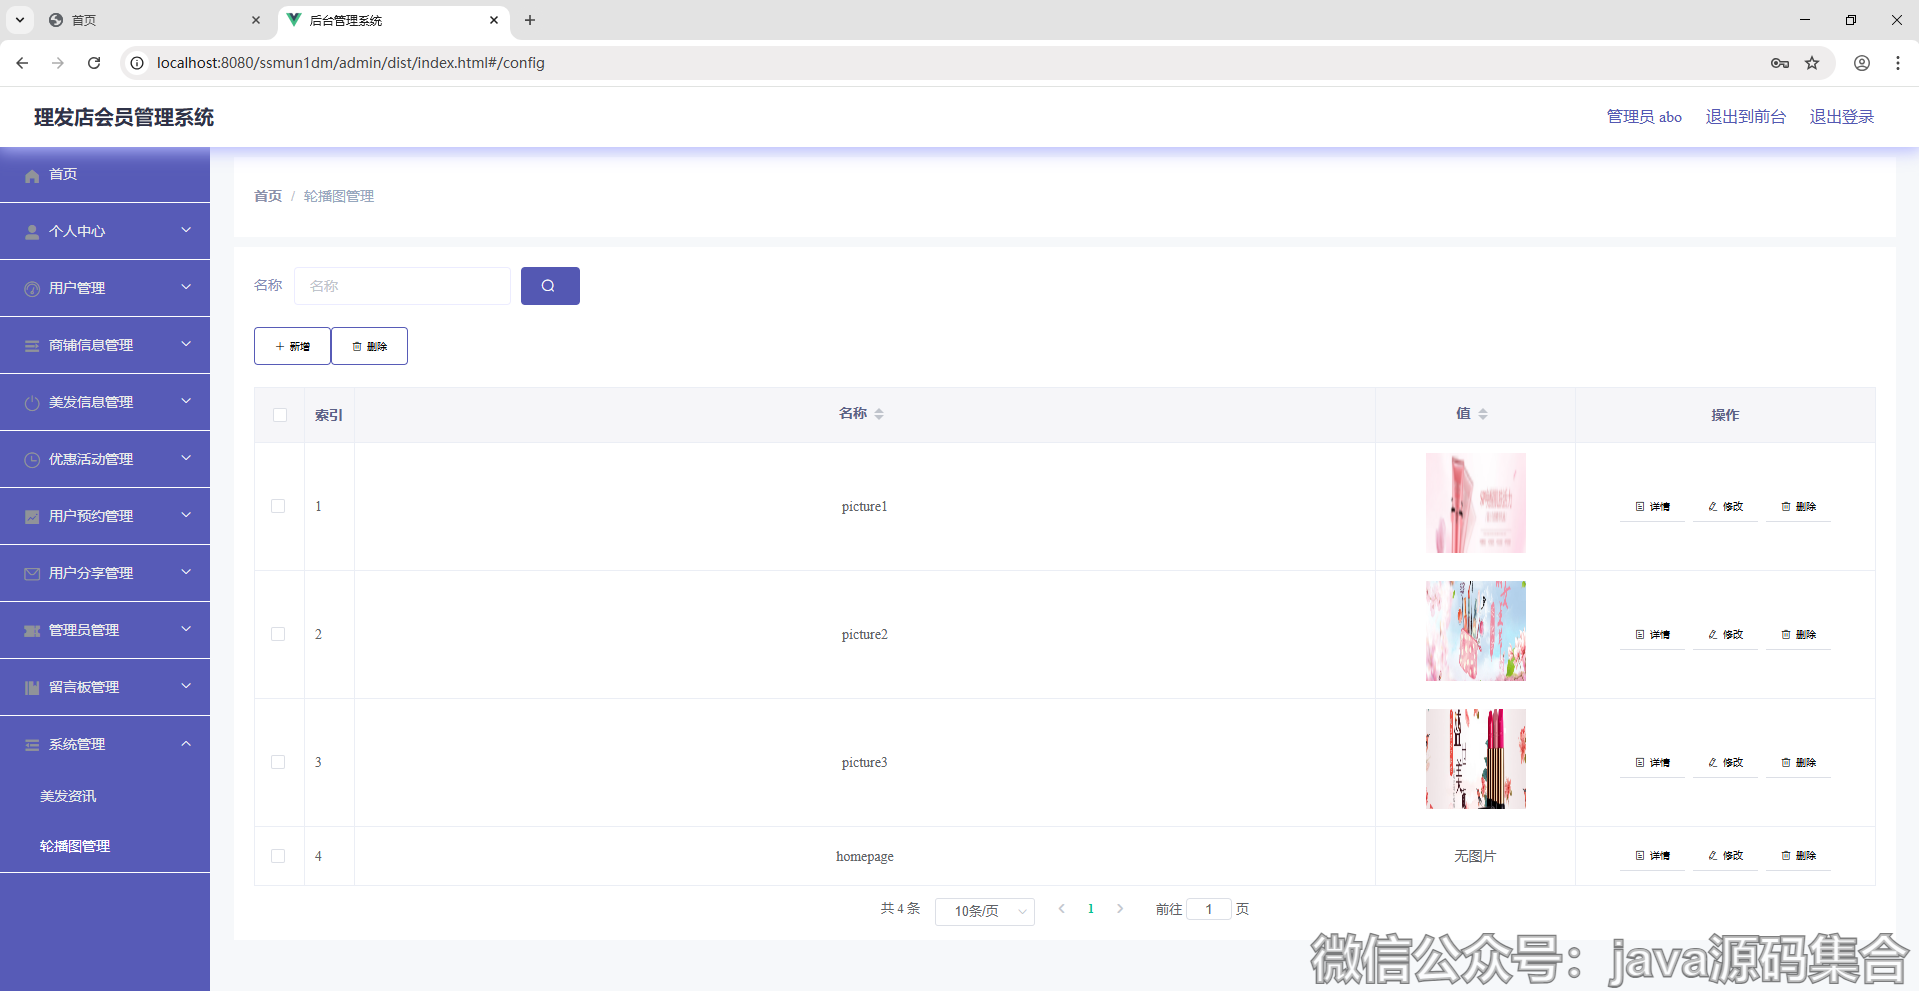 首页
后台管理系统
localhost:8080/ssmun1dm/admin/dist/index.html#/config
理发店会员管理系统
管理员 abo 退出到前台 退出登录
首页
个人中心
用户管理
商铺信息管理
美发信息管理
优惠活动管理
用户预约管理
用户分享管理
管理员管理
留言板管理
系统管理
美发资讯
轮播图管理
首页 / 轮播图管理
名称 名称
+ 新增 删除
索引 名称 值 操作
1 picture1 详情 修改 删除
2 picture2 详情 修改 删除
3 picture3 详情 修改 删除
4 homepage 无图片 详情 修改 删除
共 4 条 10条/页 1 前往 1 页
微信公众号：java源码集合